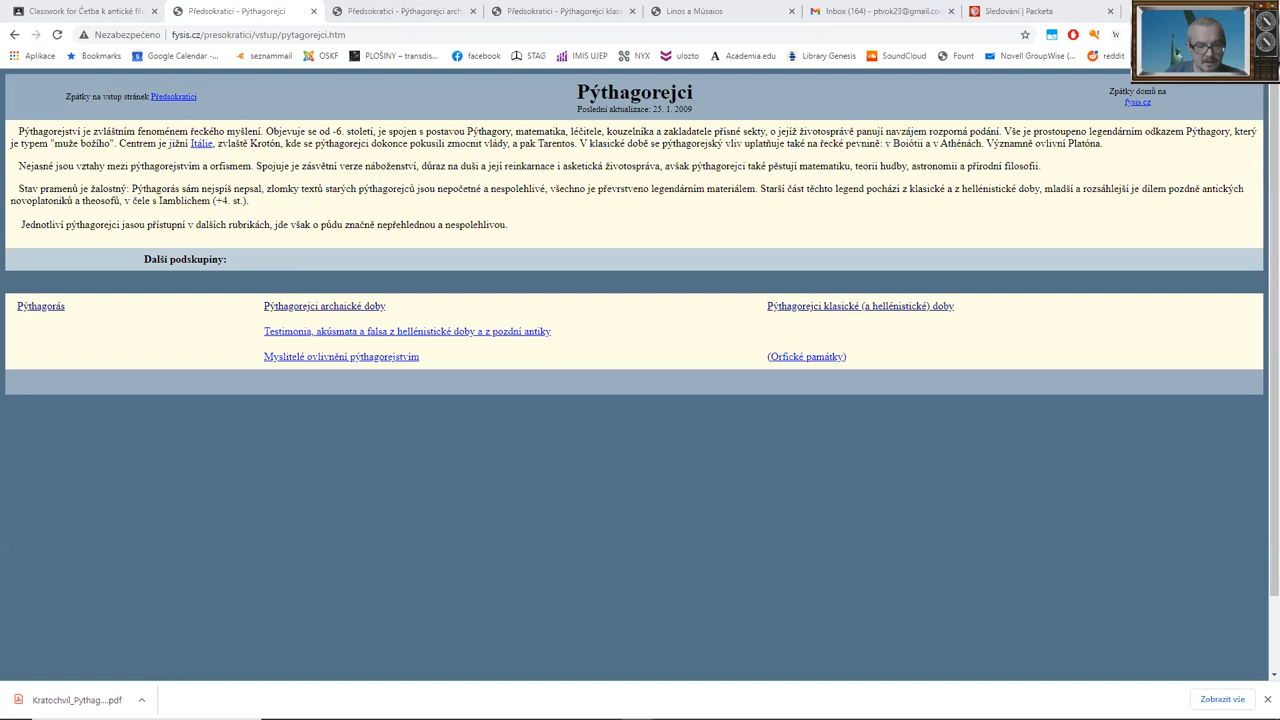 Classwork for Četba k antické filo
Předsokratici - Pýthagorejci
Předsokratici - Pýthagorejci arch
Předsokratici - Pýthagorejci klas
Linos a Músaios
Inbox (164) - ptvok23@gmail.co
Sledování | Packeta
Nezabezpečeno
fysis.cz/presokratici/vstup/pytagorejci.htm
Aplikace
Bookmarks
Google Calendar -...
seznammail
OSKF
PLOŠINY – transdis...
facebook
STAG
IMIS UJEP
NYX
ulozto
Academia.edu
Library Genesis
SoundCloud
Fount
Novell GroupWise (...
reddit
Zpátky na vstup stránek Předsokratici
Pýthagorejci
Poslední aktualizace: 25. 1. 2009
Zpátky domů na
fysis.cz
Pýthagorejství je zvláštním fenoménem řeckého myšlení. Objevuje se od -6. století, je spojen s postavou Pýthagory, matematika, léčitele, kouzelníka a zakladatele přísné sekty, o jejíž životosprávě panují navzájem rozporná podání. Vše je prostoupeno legendárním odkazem Pýthagory, který
je typem "muže božího". Centrem je jižní Itálie, zvláště Krotón, kde se pýthagorejci dokonce pokusili zmocnit vlády, a pak Tarentos. V klasické době se pýthagorejský vliv uplatňuje také na řecké pevnině: v Boiótii a v Athénách. Významně ovlivní Platóna.
Nejasné jsou vztahy mezi pýthagorejstvím a orfismem. Spojuje je závětní verze náboženství, důraz na duši a její reinkarnace i asketická životospráva, avšak pýthagorejci také pěstují matematiku, teorii hudby, astronomii a přírodní filosofii.
Stav pramenů je žalostný: Pýthagorás sám nejspíš nepsal, zlomky textů starých pýthagorejců jsou nepočetné a nespolehlivé, všechno je převrstveno legendárním materiálem. Starší část těchto legend pochází z klasické a z hellénistické doby, mladší a rozsáhlejší je dílem pozdně antických
novoplatoniků a theosofů, v čele s Iamblichem (+4. st.).
Jednotliví pýthagorejci jasou přístupní v dalších rubrikách, jde však o půdu značně nepřehlednou a nespolehlivou.
Další podskupiny:
Pýthagorás
Pýthagorejci archaické doby
Pýthagorejci klasické (a hellénistické) doby
Testimonia, akúsmata a falsa z hellénistické doby a z pozdní antiky
Myslitelé ovlivnění pýthagorejstvím
(Orfické památky)
Kratochvíl_Pythag....pdf
Zobrazit vše